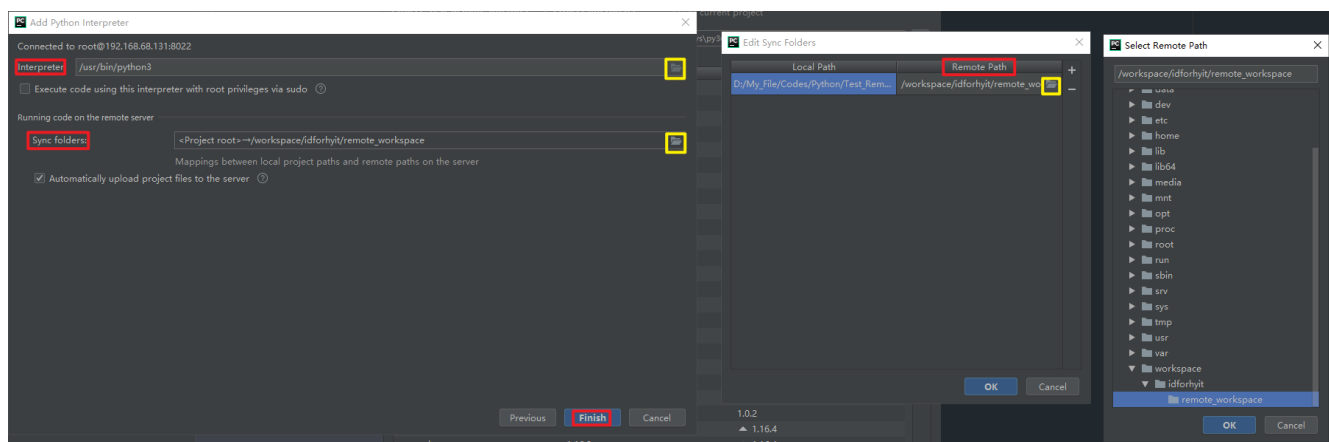 Add Python Interpreter
Connected to root@192.168.68.131:8022
Interpreter /usr/bin/python3
Execute code using this interpreter with root privileges via sudo
Running code on the remote server
Sync folders: <Project root>→/workspace/idforhyit/remote_workspace
Mappings between local project paths and remote paths on the server
Automatically upload project files to the server
Previous Finish Cancel
current project
Edit Sync Folders
Local Path Remote Path
D:/My_File/Codes/Python/Test_Rem... /workspace/idforhyit/remote_wo
OK Cancel
1.0.2
▲ 1.16.4
Select Remote Path
/workspace/idforhyit/remote_workspace
dev
etc
home
lib
lib64
media
mnt
opt
proc
root
run
sbin
srv
sys
tmp
usr
var
workspace
idforhyit
remote_workspace
OK Cancel